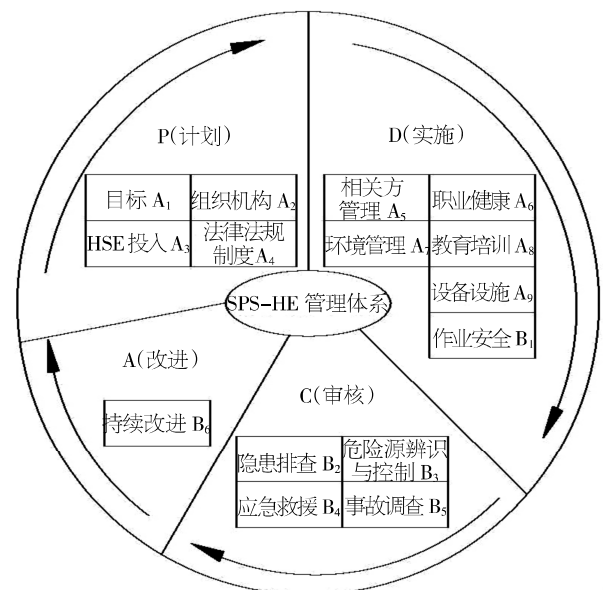 P(计划)
目标 A₁
组织机构 A₂
HSE 投入 A₃
法律法规
制度 A₄
D(实施)
相关方
管理 A₅
职业健康 A₆
环境管理 A₇
教育培训 A₈
设备设施 A₉
作业安全 B₁
SPS-HE 管理体系
A(改进)
持续改进 B₆
C(审核)
隐患排查 B₂
危险源辨识
与控制 B₃
应急救援 B₄
事故调查 B₅